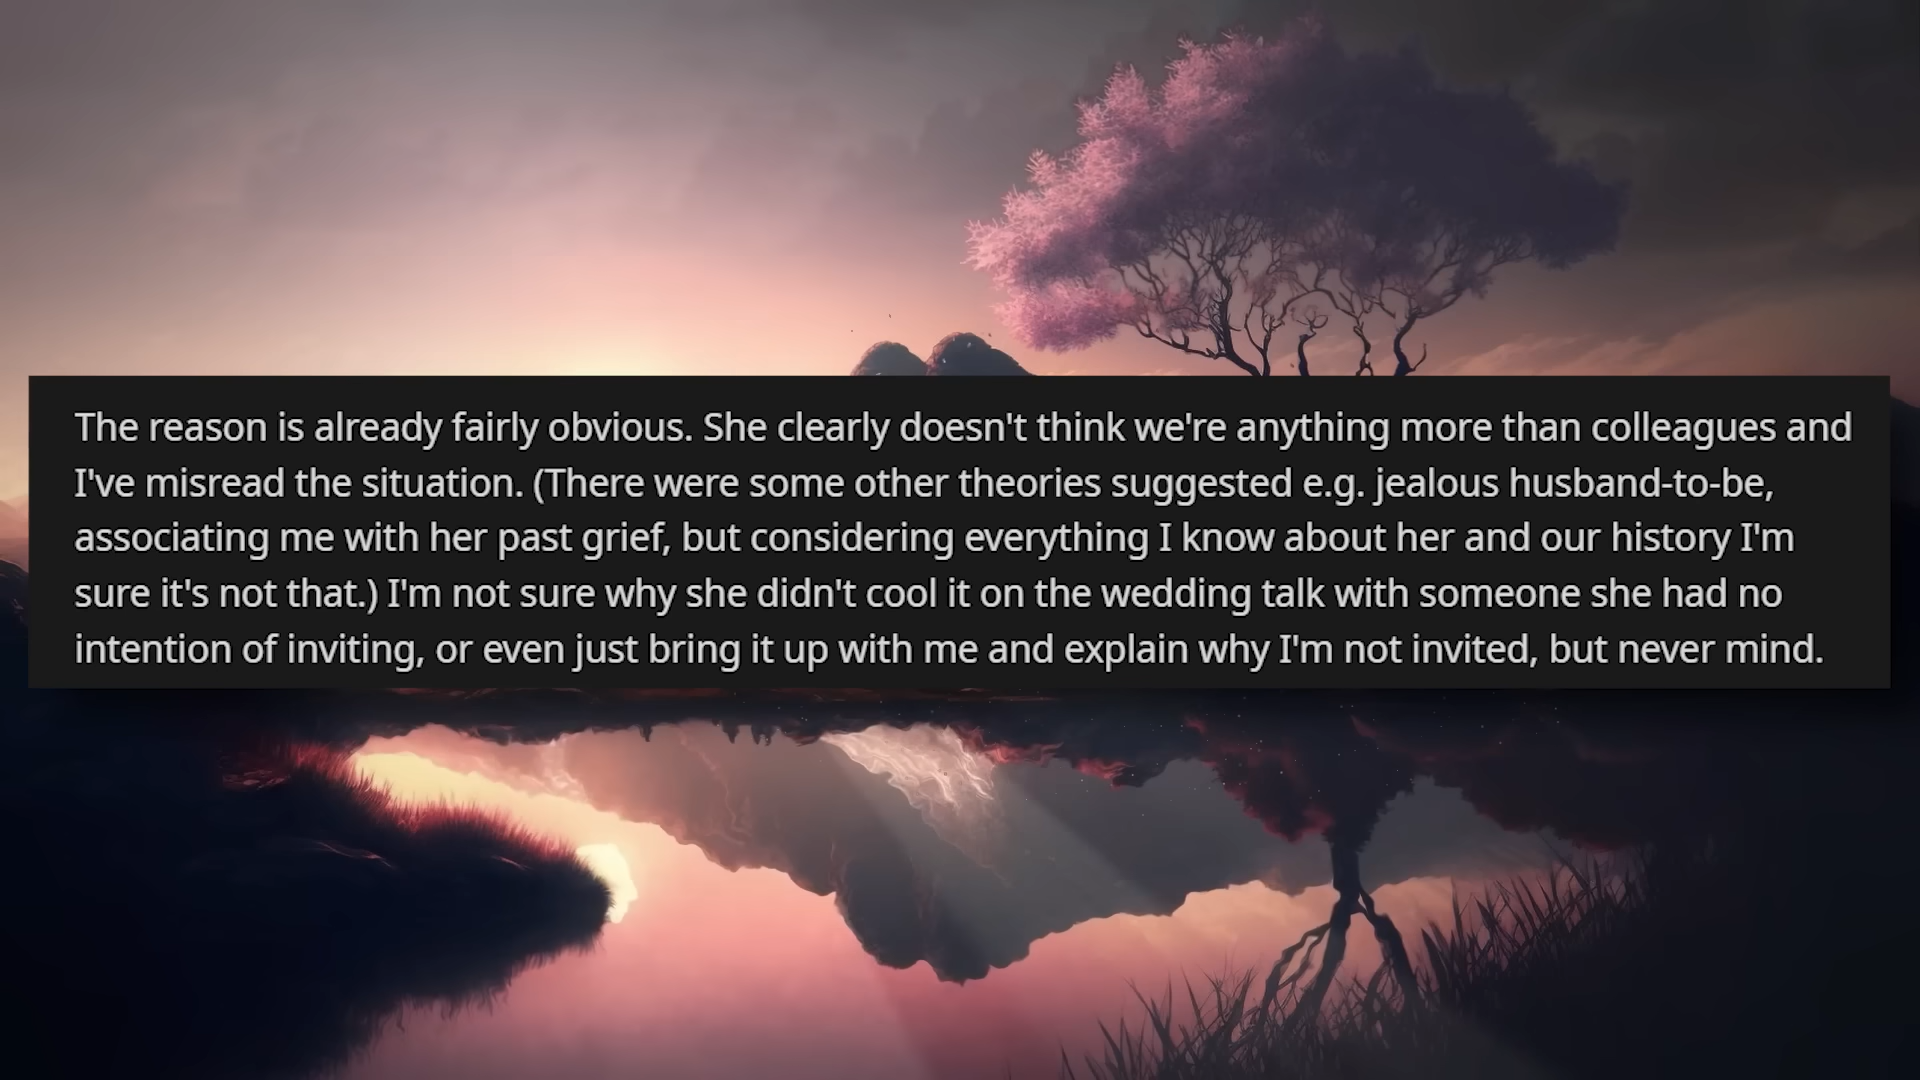 The reason is already fairly obvious. She clearly doesn't think we're anything more than colleagues and
I've misread the situation. (There were some other theories suggested e.g. jealous husband-to-be,
associating me with her past grief, but considering everything I know about her and our history I'm
sure it's not that.) I'm not sure why she didn't cool it on the wedding talk with someone she had no
intention of inviting, or even just bring it up with me and explain why I'm not invited, but never mind.